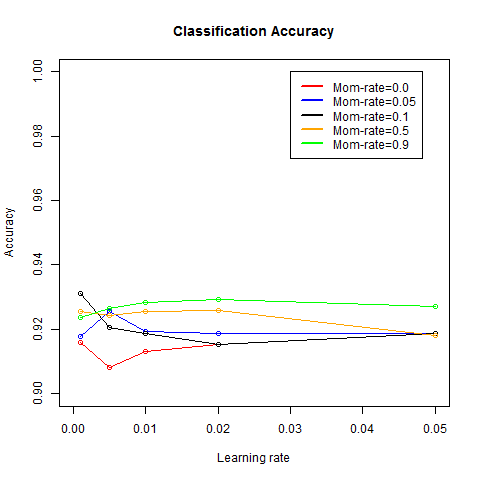 Classification Accuracy
1.00
0.98
0.96
0.94
0.92
0.90
Accuracy
Mom-rate=0.0
Mom-rate=0.05
Mom-rate=0.1
Mom-rate=0.5
Mom-rate=0.9
0.00 0.01 0.02 0.03 0.04 0.05
Learning rate